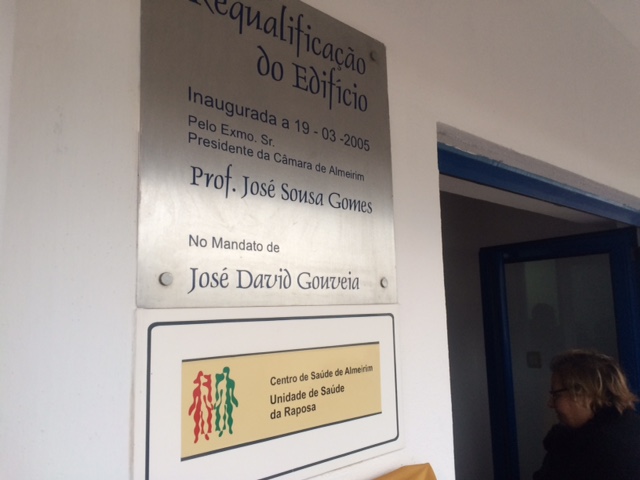 Requalificação
do Edifício
Inaugurada a 19 - 03 -2005
Pelo Exmo. Sr.
Presidente da Câmara de Almeirim
Prof. José Sousa Gomes
No Mandato de
José David Gouveia
Centro de Saúde de Almeirim
Unidade de Saúde
da Raposa